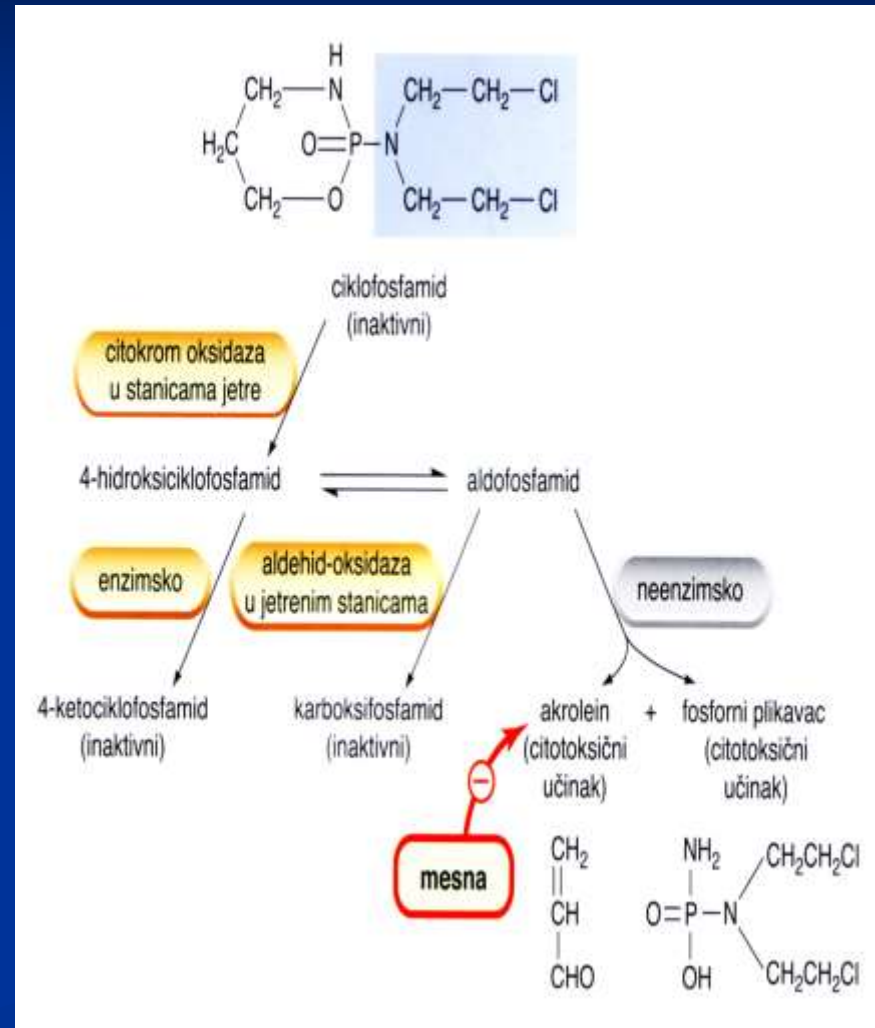 H
CH₂—N
CH₂—CH₂—Cl
H₂C
O=P—N
CH₂—O
CH₂—CH₂—Cl
ciklofosfamid
(inaktivni)
citokrom oksidaza
u stanicama jetre
4-hidroksiciklofosfamid
aldofosfamid
enzimsko
aldehid-oksidaza
u jetrenim stanicama
neenzimsko
4-ketociklofosfamid
(inaktivni)
karboksifosfamid
(inaktivni)
akrolein
(citotoksični
učinak)
+
fosforni plikavac
(citotoksični
učinak)
−
mesna
CH₂
CH
CHO
NH₂
CH₂CH₂Cl
O=P—N
OH
CH₂CH₂Cl